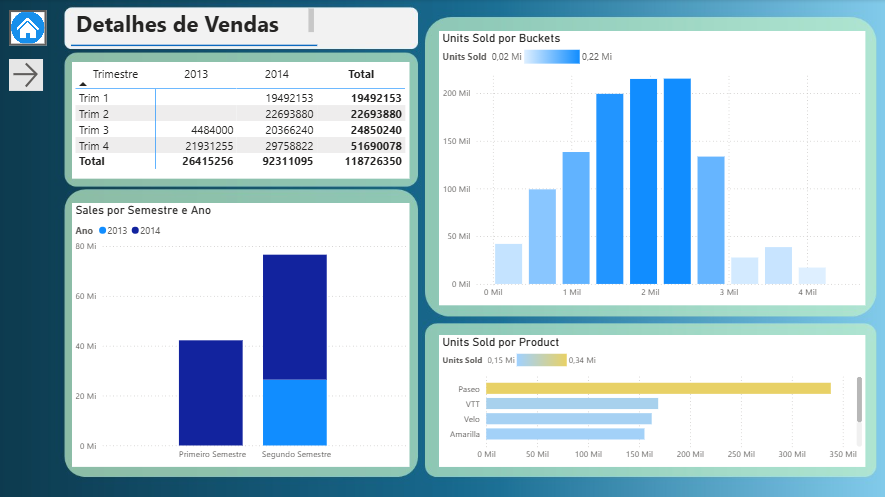 Detalhes de Vendas
Trimestre 2013 2014 Total
Trim 1 19492153 19492153
Trim 2 22693880 22693880
Trim 3 4484000 20366240 24850240
Trim 4 21931255 29758822 51690078
Total 26415256 92311095 118726350
Sales por Semestre e Ano
Ano 2013 2014
80 Mi
60 Mi
40 Mi
20 Mi
0 Mi
Primeiro Semestre Segundo Semestre
Units Sold por Buckets
Units Sold 0,02 Mi 0,22 Mi
200 Mil
150 Mil
100 Mil
50 Mil
0 Mil
0 Mil 1 Mil 2 Mil 3 Mil 4 Mil
Units Sold por Product
Units Sold 0,15 Mi 0,34 Mi
Paseo
VTT
Velo
Amarilla
0 Mil 50 Mil 100 Mil 150 Mil 200 Mil 250 Mil 300 Mil 350 Mil